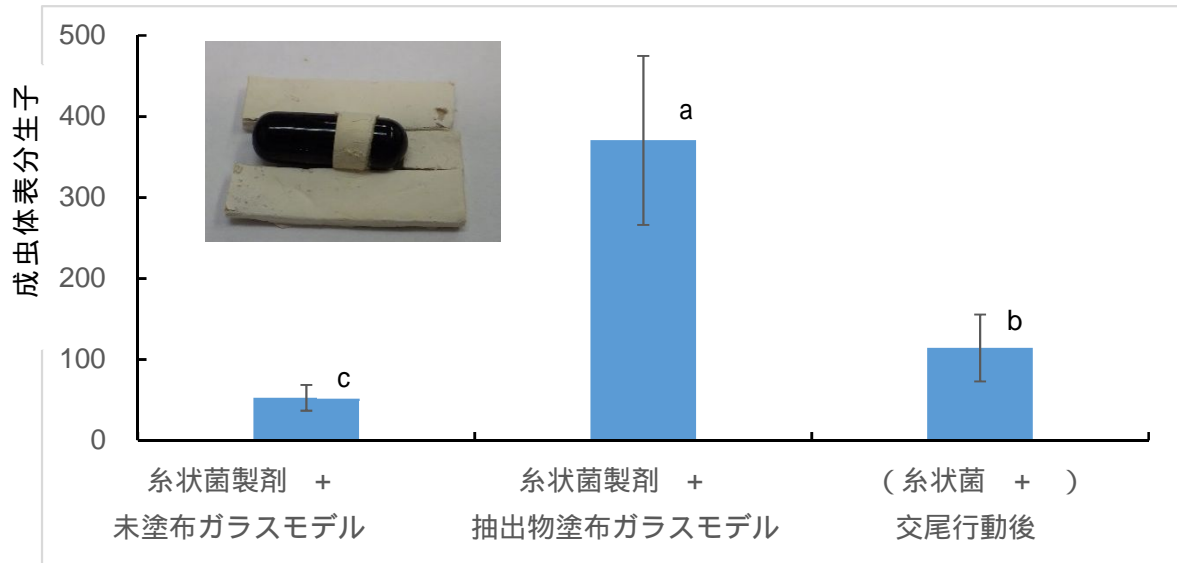 成虫体表分生子
500
400
300
200
100
0
a
b
c
糸状菌製剤 +
未塗布ガラスモデル
糸状菌製剤 +
抽出物塗布ガラスモデル
( 糸状菌 + )
交尾行動後